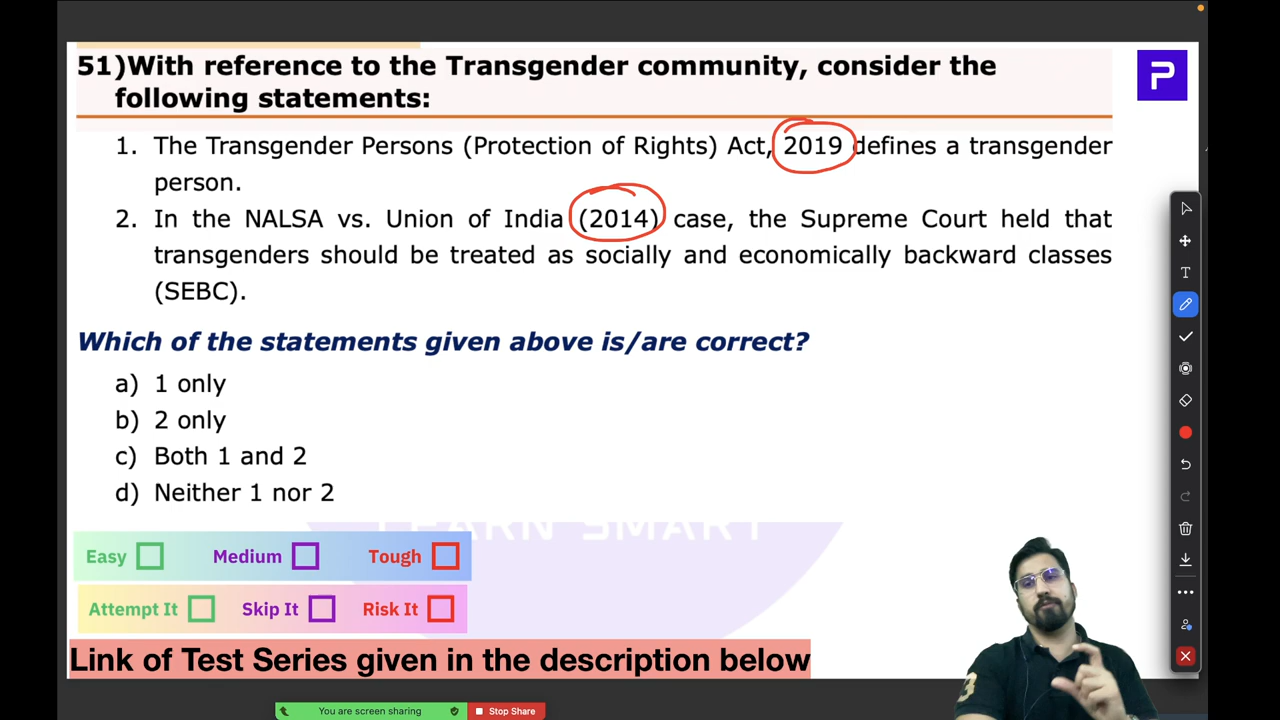 51)With reference to the Transgender community, consider the
following statements:
P
1. The Transgender Persons (Protection of Rights) Act, 2019 defines a transgender
person.
2. In the NALSA vs. Union of India (2014) case, the Supreme Court held that
transgenders should be treated as socially and economically backward classes
(SEBC).
Which of the statements given above is/are correct?
a) 1 only
b) 2 only
c) Both 1 and 2
d) Neither 1 nor 2
LEARN SMART
Easy Medium Tough
Attempt It Skip It Risk It
Link of Test Series given in the description below
You are screen sharing Stop Share
T
3